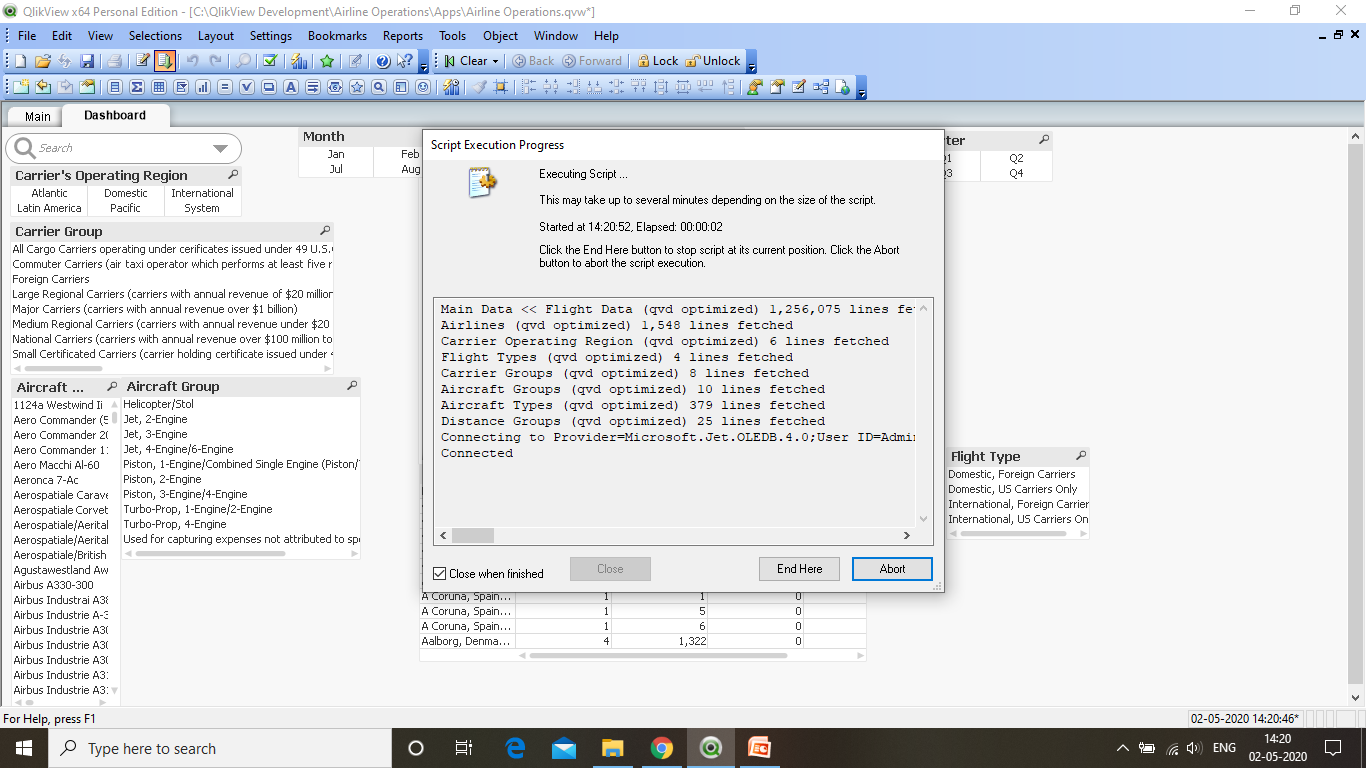 QlikView x64 Personal Edition - [C:\QlikView Development\Airline Operations\Apps\Airline Operations.qvw*]
File Edit View Selections Layout Settings Bookmarks Reports Tools Object Window Help
Clear Back Forward Lock Unlock
Main Dashboard
Search
Month
Jan Feb
Jul Aug
Q2
Q4
Carrier's Operating Region
Atlantic Domestic International
Latin America Pacific System
Carrier Group
All Cargo Carriers operating under cerificates issued under 49 U.S.
Commuter Carriers (air taxi operator which performs at least five r
Foreign Carriers
Large Regional Carriers (carriers with annual revenue of $20 million
Major Carriers (carriers with annual revenue over $1 billion)
Medium Regional Carriers (carriers with annual revenue under $20
National Carriers (carriers with annual revenue over $100 million to
Small Certificated Carriers (carrier holding certificate issued under
Aircraft ...
1124a Westwind Ii
Aero Commander (5
Aero Commander 20
Aero Commander 1
Aero Macchi Al-60
Aeronca 7-Ac
Aerospatiale Carave
Aerospatiale Corvet
Aerospatiale/Aerital
Aerospatiale/Aerital
Aerospatiale/British
Agustawestland Aw
Airbus A330-300
Airbus Industrai A38
Airbus Industrie A-3
Airbus Industrie A30
Airbus Industrie A30
Airbus Industrie A30
Airbus Industrie A30
Airbus Industrie A31
Aircraft Group
Helicopter/Stol
Jet, 2-Engine
Jet, 3-Engine
Jet, 4-Engine/6-Engine
Piston, 1-Engine/Combined Single Engine (Piston/
Piston, 2-Engine
Piston, 3-Engine/4-Engine
Turbo-Prop, 1-Engine/2-Engine
Turbo-Prop, 4-Engine
Used for capturing expenses not attributed to spe
Script Execution Progress
Executing Script ...
This may take up to several minutes depending on the size of the script.
Started at 14:20:52, Elapsed: 00:00:02
Click the End Here button to stop script at its current position. Click the Abort
button to abort the script execution.
Main Data << Flight Data (qvd optimized) 1,256,075 lines fe
Airlines (qvd optimized) 1,548 lines fetched
Carrier Operating Region (qvd optimized) 6 lines fetched
Flight Types (qvd optimized) 4 lines fetched
Carrier Groups (qvd optimized) 8 lines fetched
Aircraft Groups (qvd optimized) 10 lines fetched
Aircraft Types (qvd optimized) 379 lines fetched
Distance Groups (qvd optimized) 25 lines fetched
Connecting to Provider=Microsoft.Jet.OLEDB.4.0;User ID=Admin
Connected
Close when finished Close End Here Abort
A Coruna, Spain... 1 1 0
A Coruna, Spain... 1 5 0
A Coruna, Spain... 1 6 0
Aalborg, Denma... 4 1,322 0
Flight Type
Domestic, Foreign Carriers
Domestic, US Carriers Only
International, Foreign Carrier
International, US Carriers On
For Help, press F1 02-05-2020 14:20:46*
Type here to search
ENG
14:20
02-05-2020